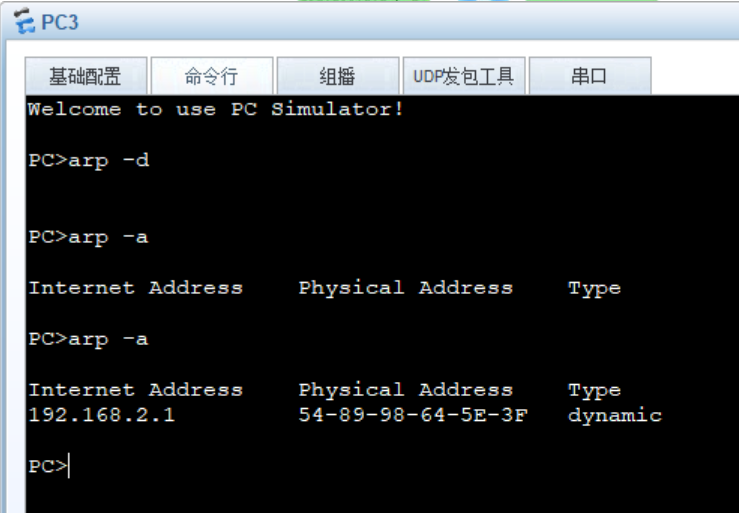 PC3
基础配置 命令行 组播 UDP发包工具 串口
Welcome to use PC Simulator!
PC>arp -d
PC>arp -a
Internet Address Physical Address Type
PC>arp -a
Internet Address Physical Address Type
192.168.2.1 54-89-98-64-5E-3F dynamic
PC>